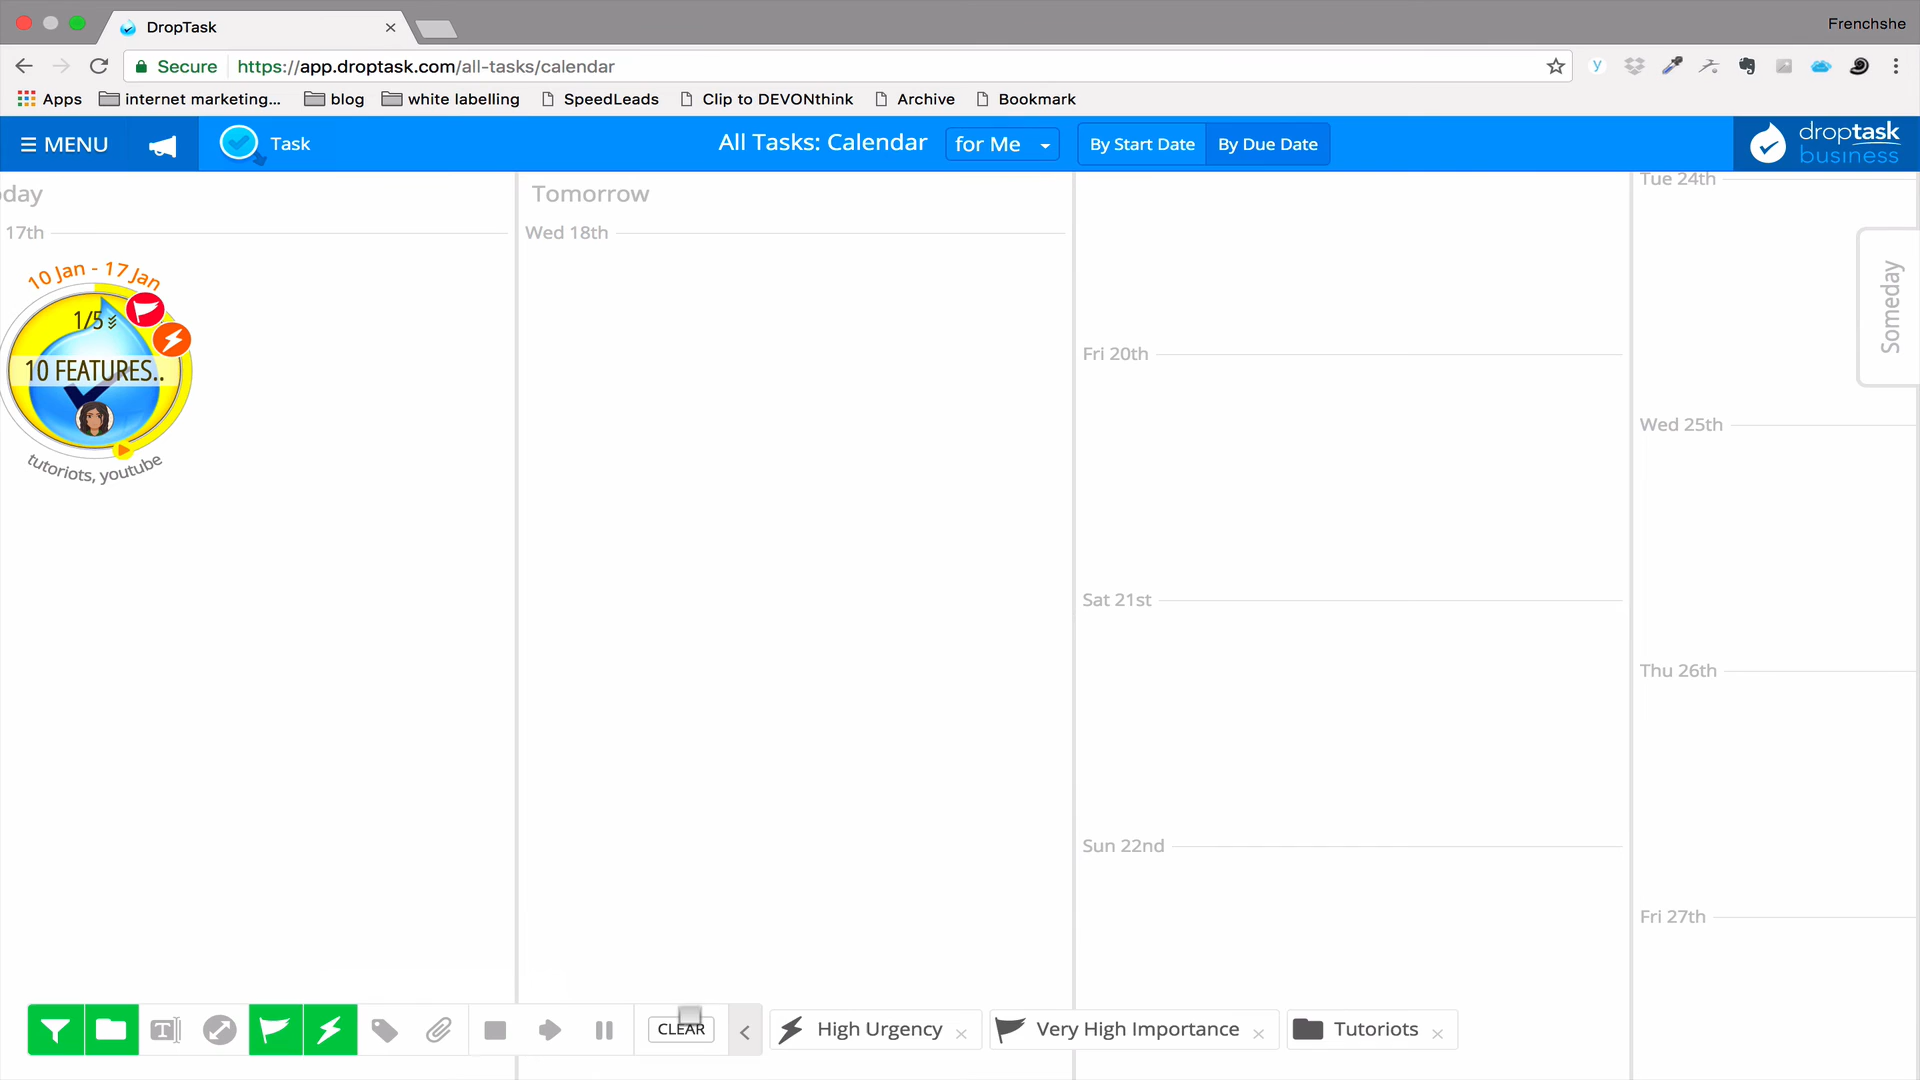 DropTask
Frenchshe
Secure
https://app.droptask.com/all-tasks/calendar
Apps
internet marketing...
blog
white labelling
SpeedLeads
Clip to DEVONthink
Archive
Bookmark
MENU
Task
All Tasks: Calendar
for Me
By Start Date
By Due Date
droptask
business
day
17th
10 Jan - 17 Jan
1/5
10 FEATURES..
tutoriots, youtube
Tomorrow
Wed 18th
Fri 20th
Sat 21st
Sun 22nd
Tue 24th
Wed 25th
Thu 26th
Fri 27th
Someday
CLEAR
High Urgency
Very High Importance
Tutoriots